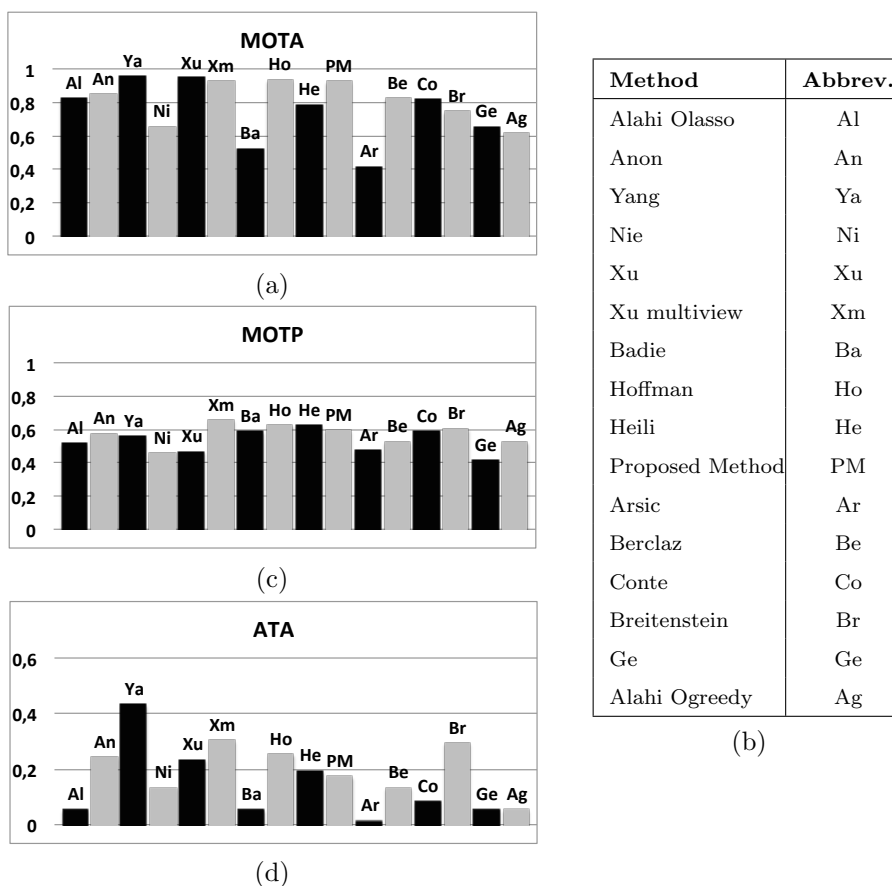 MOTA
1
0,8
0,6
0,4
0,2
0
Al An Ya Ni Xu Xm Ba Ho He PM Ar Be Co Br Ge Ag
(a)
MOTP
1
0,8
0,6
0,4
0,2
0
Al An Ya Ni Xu Xm Ba Ho He PM Ar Be Co Br Ge Ag
(c)
ATA
0,6
0,4
0,2
0
Al An Ya Ni Xu Xm Ba Ho He PM Ar Be Co Br Ge Ag
(d)
Method Abbrev.
Alahi Olasso Al
Anon An
Yang Ya
Nie Ni
Xu Xu
Xu multiview Xm
Badie Ba
Hoffman Ho
Heili He
Proposed Method PM
Arsic Ar
Berclaz Be
Conte Co
Breitenstein Br
Ge Ge
Alahi Ogreedy Ag
(b)